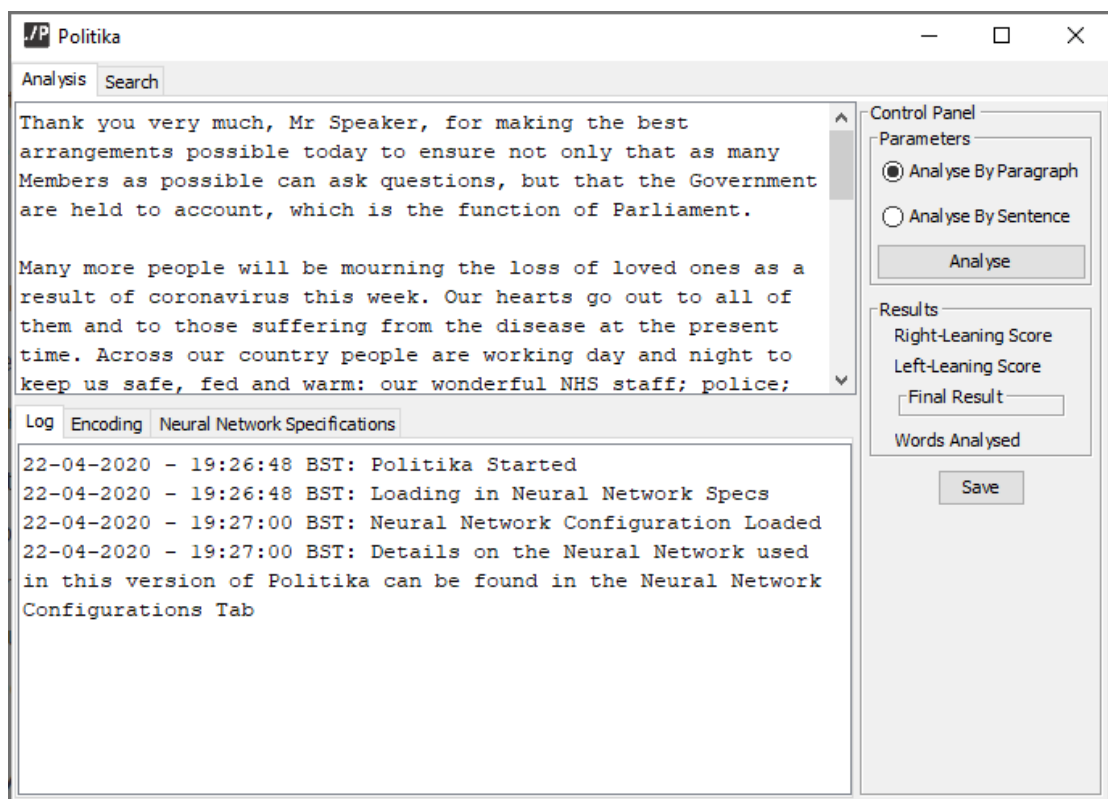 ./P Politika
Analysis Search
Thank you very much, Mr Speaker, for making the best
arrangements possible today to ensure not only that as many
Members as possible can ask questions, but that the Government
are held to account, which is the function of Parliament.
Many more people will be mourning the loss of loved ones as a
result of coronavirus this week. Our hearts go out to all of
them and to those suffering from the disease at the present
time. Across our country people are working day and night to
keep us safe, fed and warm: our wonderful NHS staff; police;
Log Encoding Neural Network Specifications
22-04-2020 - 19:26:48 BST: Politika Started
22-04-2020 - 19:26:48 BST: Loading in Neural Network Specs
22-04-2020 - 19:27:00 BST: Neural Network Configuration Loaded
22-04-2020 - 19:27:00 BST: Details on the Neural Network used
in this version of Politika can be found in the Neural Network
Configurations Tab
Control Panel
Parameters
Analyse By Paragraph
Analyse By Sentence
Analyse
Results
Right-Leaning Score
Left-Leaning Score
Final Result
Words Analysed
Save